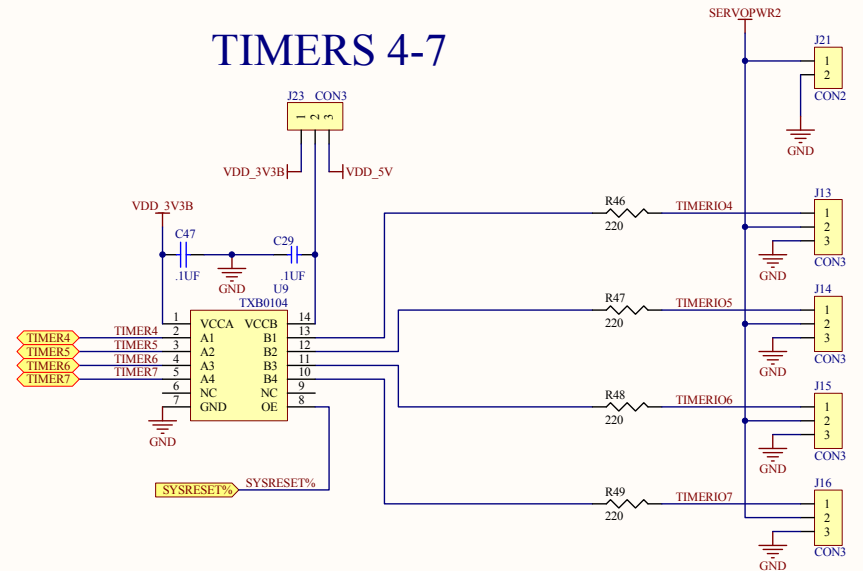 SERVOPWR2
TIMERS 4-7
J21
1
2
CON2
GND
J23 CON3
1 2 3
VDD_3V3B
VDD_5V
VDD_3V3B
C47
.1UF
GND
C29
.1UF
U9
TXB0104
1 VCCA VCCB 14
TIMER4 TIMER4 2 A1 B1 13
TIMER5 TIMER5 3 A2 B2 12
TIMER6 TIMER6 4 A3 B3 11
TIMER7 TIMER7 5 A4 B4 10
6 NC NC 9
7 GND OE 8
GND
SYSRESET% SYSRESET%
R46
220
TIMERIO4
J13
1
2
3
CON3
GND
R47
220
TIMERIO5
J14
1
2
3
CON3
GND
R48
220
TIMERIO6
J15
1
2
3
CON3
GND
R49
220
TIMERIO7
J16
1
2
3
CON3
GND